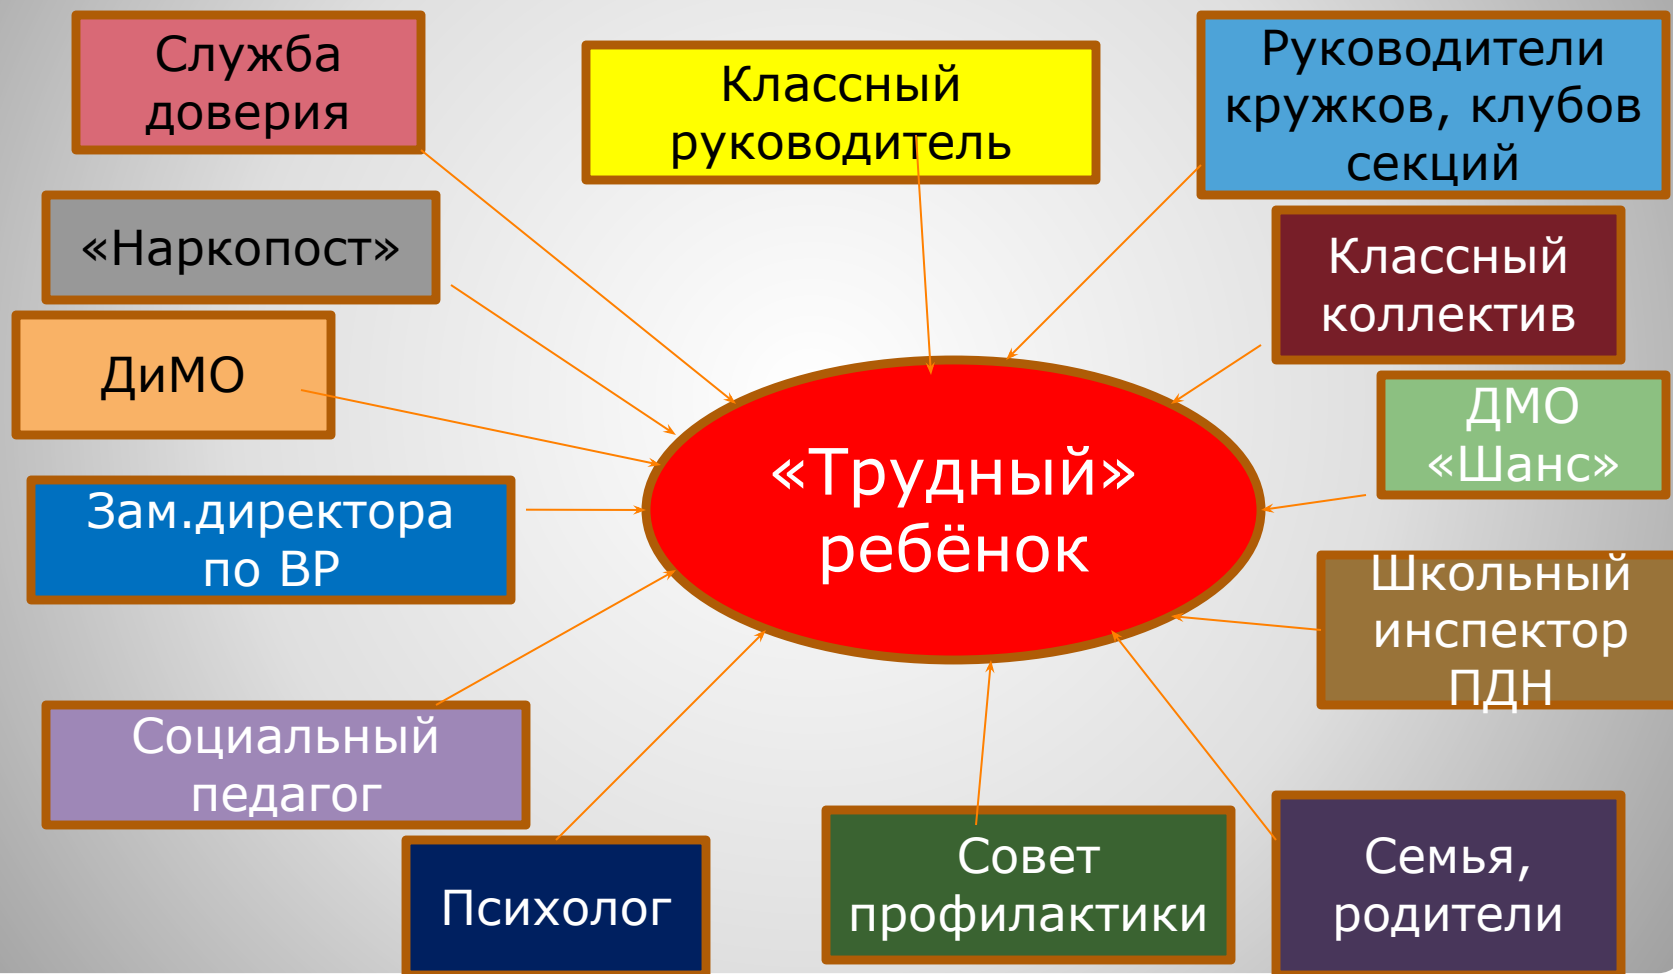 Служба
доверия
Классный
руководитель
Руководители
кружков, клубов
секций
«Наркопост»
Классный
коллектив
ДиМО
ДМО
«Шанс»
«Трудный»
ребёнок
Зам.директора
по ВР
Школьный
инспектор
ПДН
Социальный
педагог
Психолог
Совет
профилактики
Семья,
родители